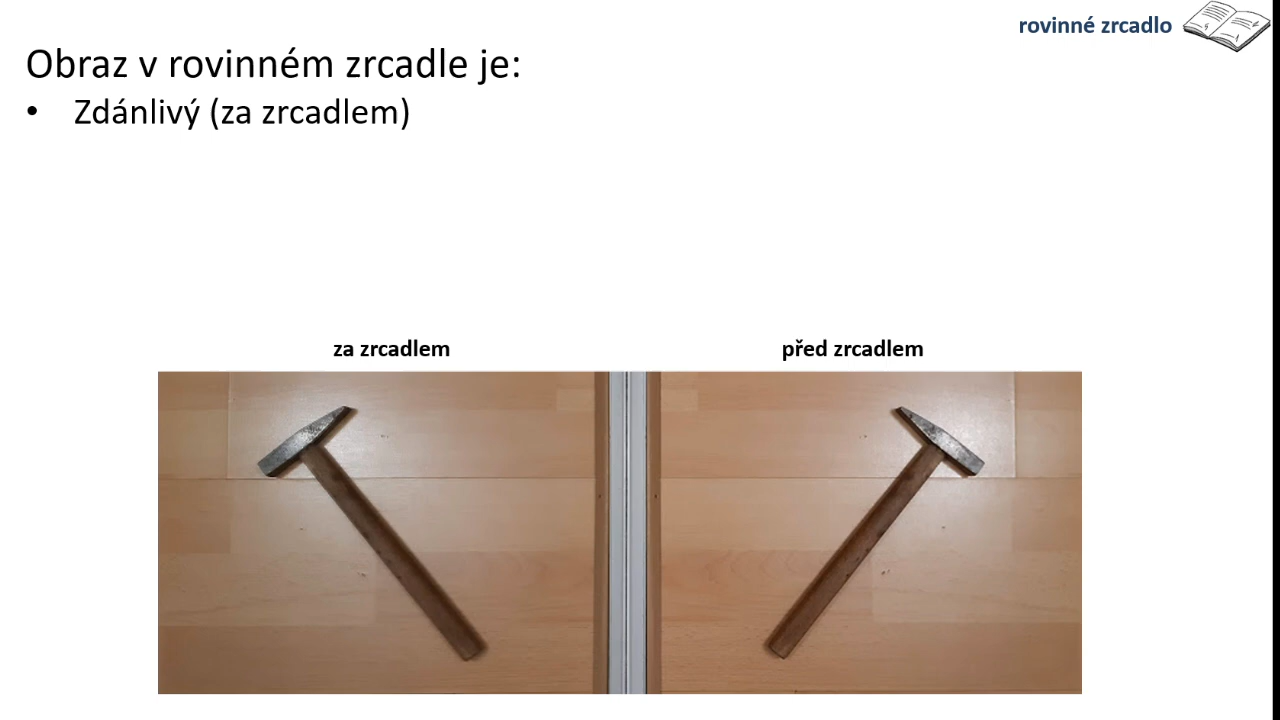 rovinné zrcadlo
Obraz v rovinném zrcadle je:
• Zdánlivý (za zrcadlem)
za zrcadlem
před zrcadlem